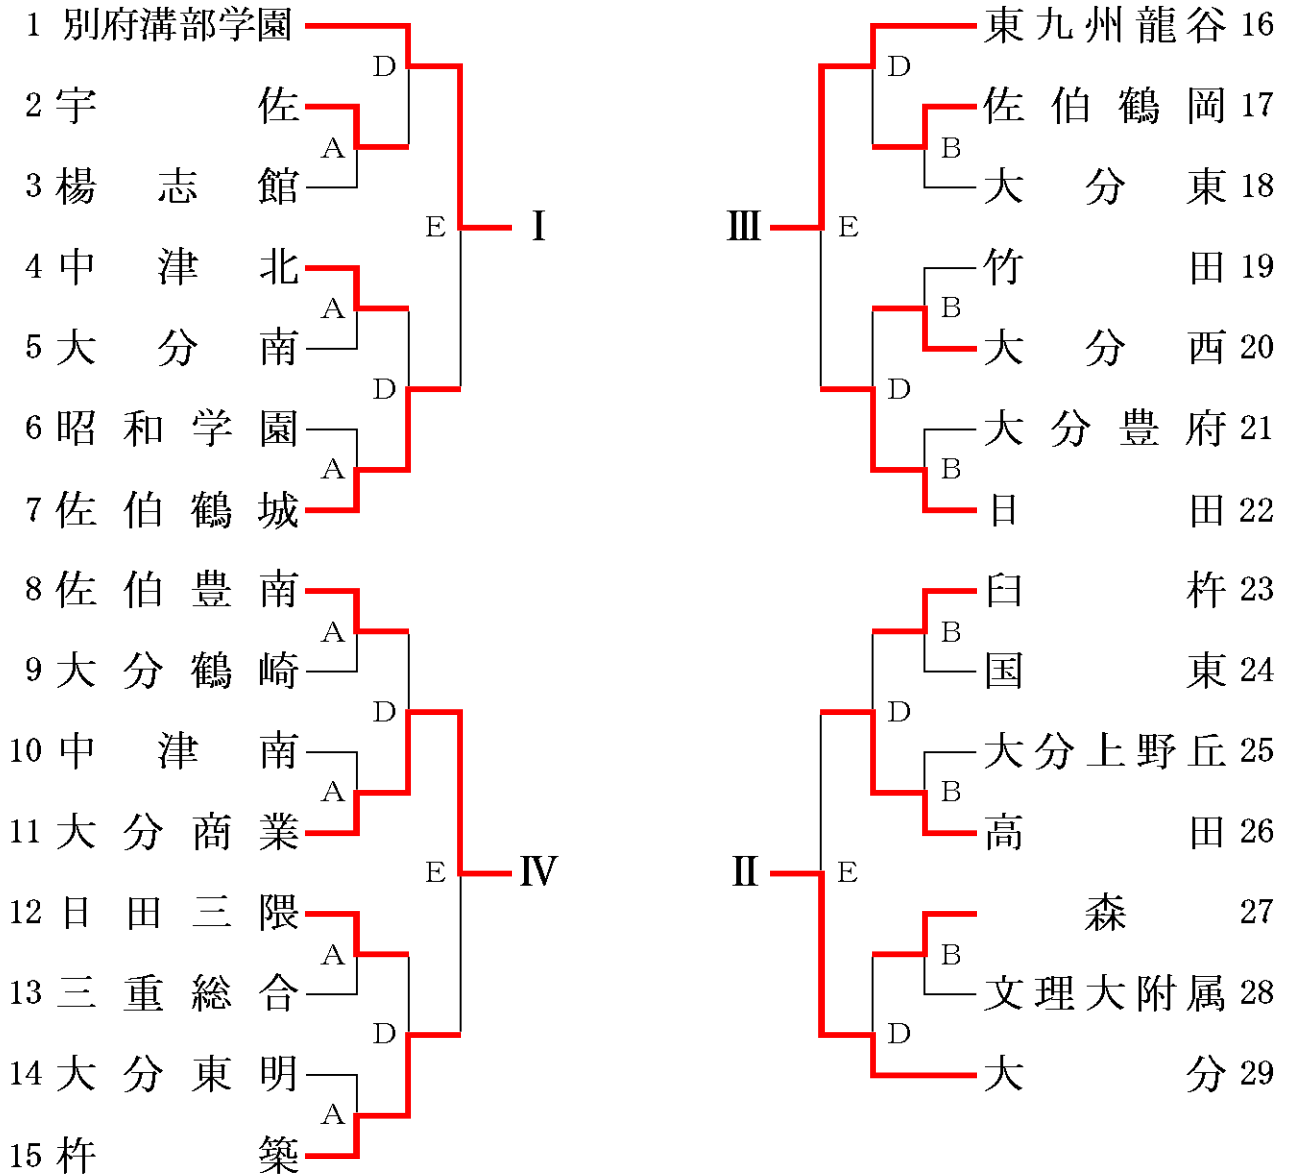 1 別府溝部学園
D
2 宇佐
A
3 楊志館
E
I
4 中津北
A
5 大分南
D
6 昭和学園
A
7 佐伯鶴城
8 佐伯豊南
A
9 大分鶴崎
D
10 中津南
A
11 大分商業
E
IV
12 日田三隈
A
13 三重総合
D
14 大分東明
A
15 杵築
東九州龍谷 16
D
佐伯鶴岡 17
B
大分東 18
III
E
竹田 19
B
大分西 20
D
大分豊府 21
B
日田 22
臼杵 23
B
国東 24
D
大分上野丘 25
B
高田 26
II
E
森 27
B
文理大附属 28
D
大分 29